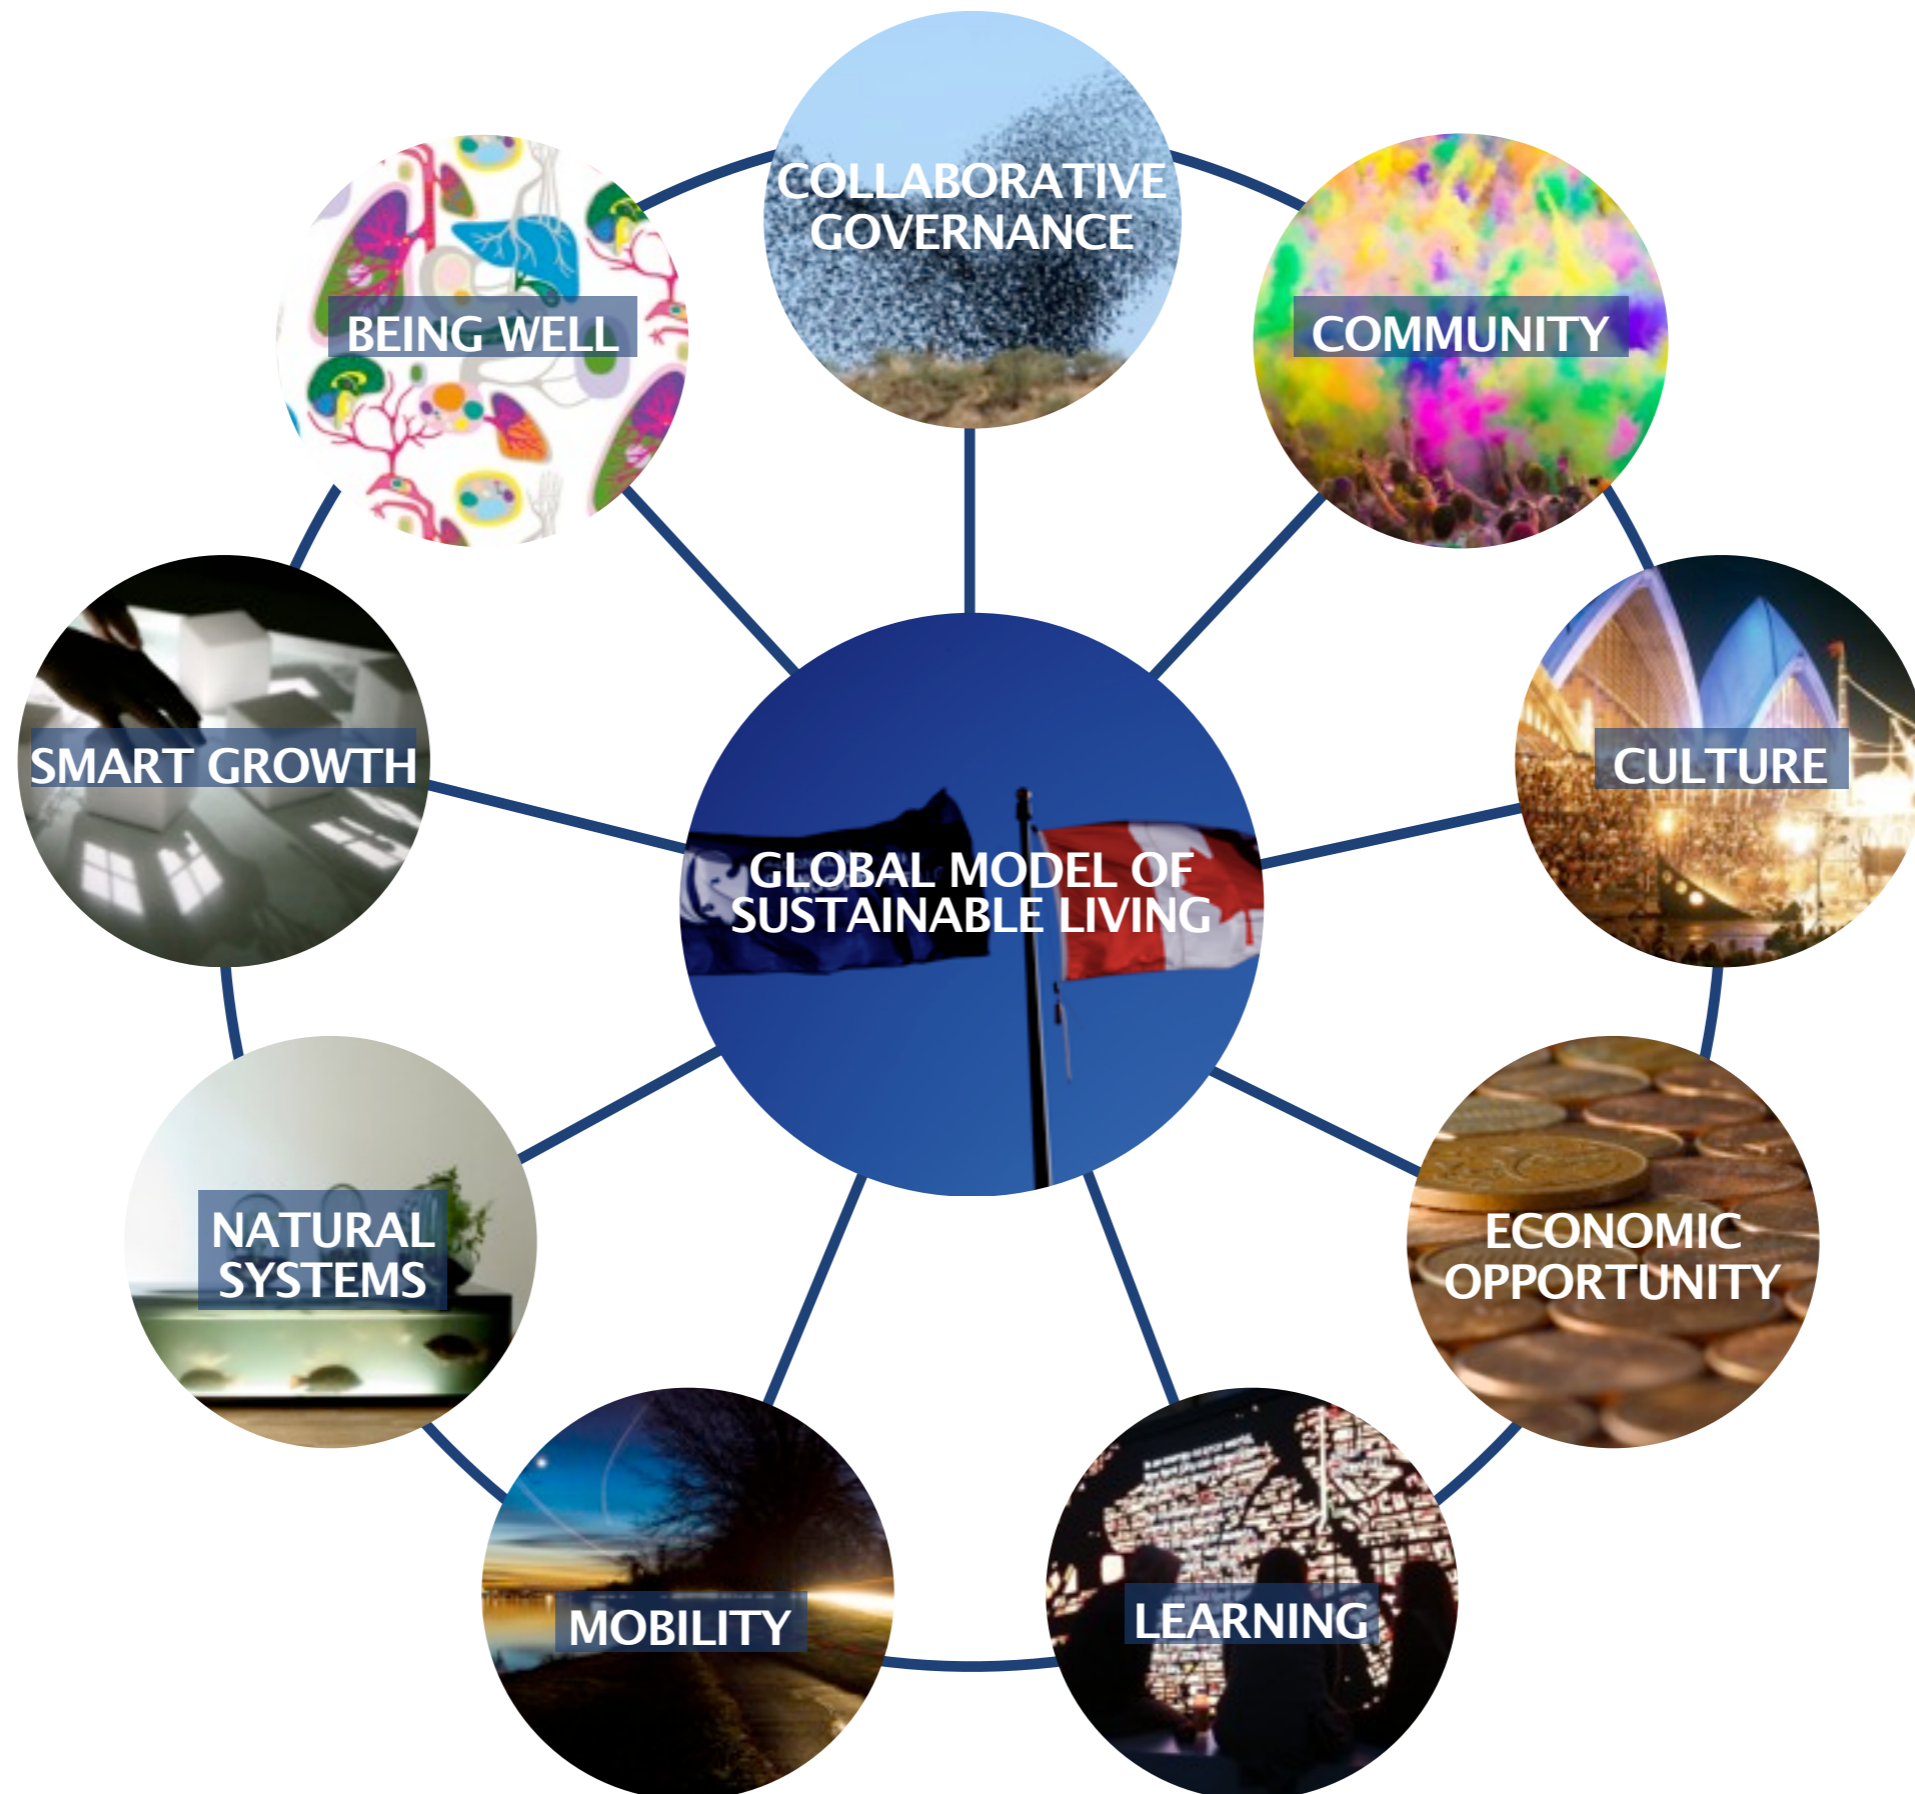 COLLABORATIVE
GOVERNANCE
COMMUNITY
CULTURE
ECONOMIC
OPPORTUNITY
LEARNING
MOBILITY
NATURAL
SYSTEMS
SMART GROWTH
BEING WELL
GLOBAL MODEL OF
SUSTAINABLE LIVING